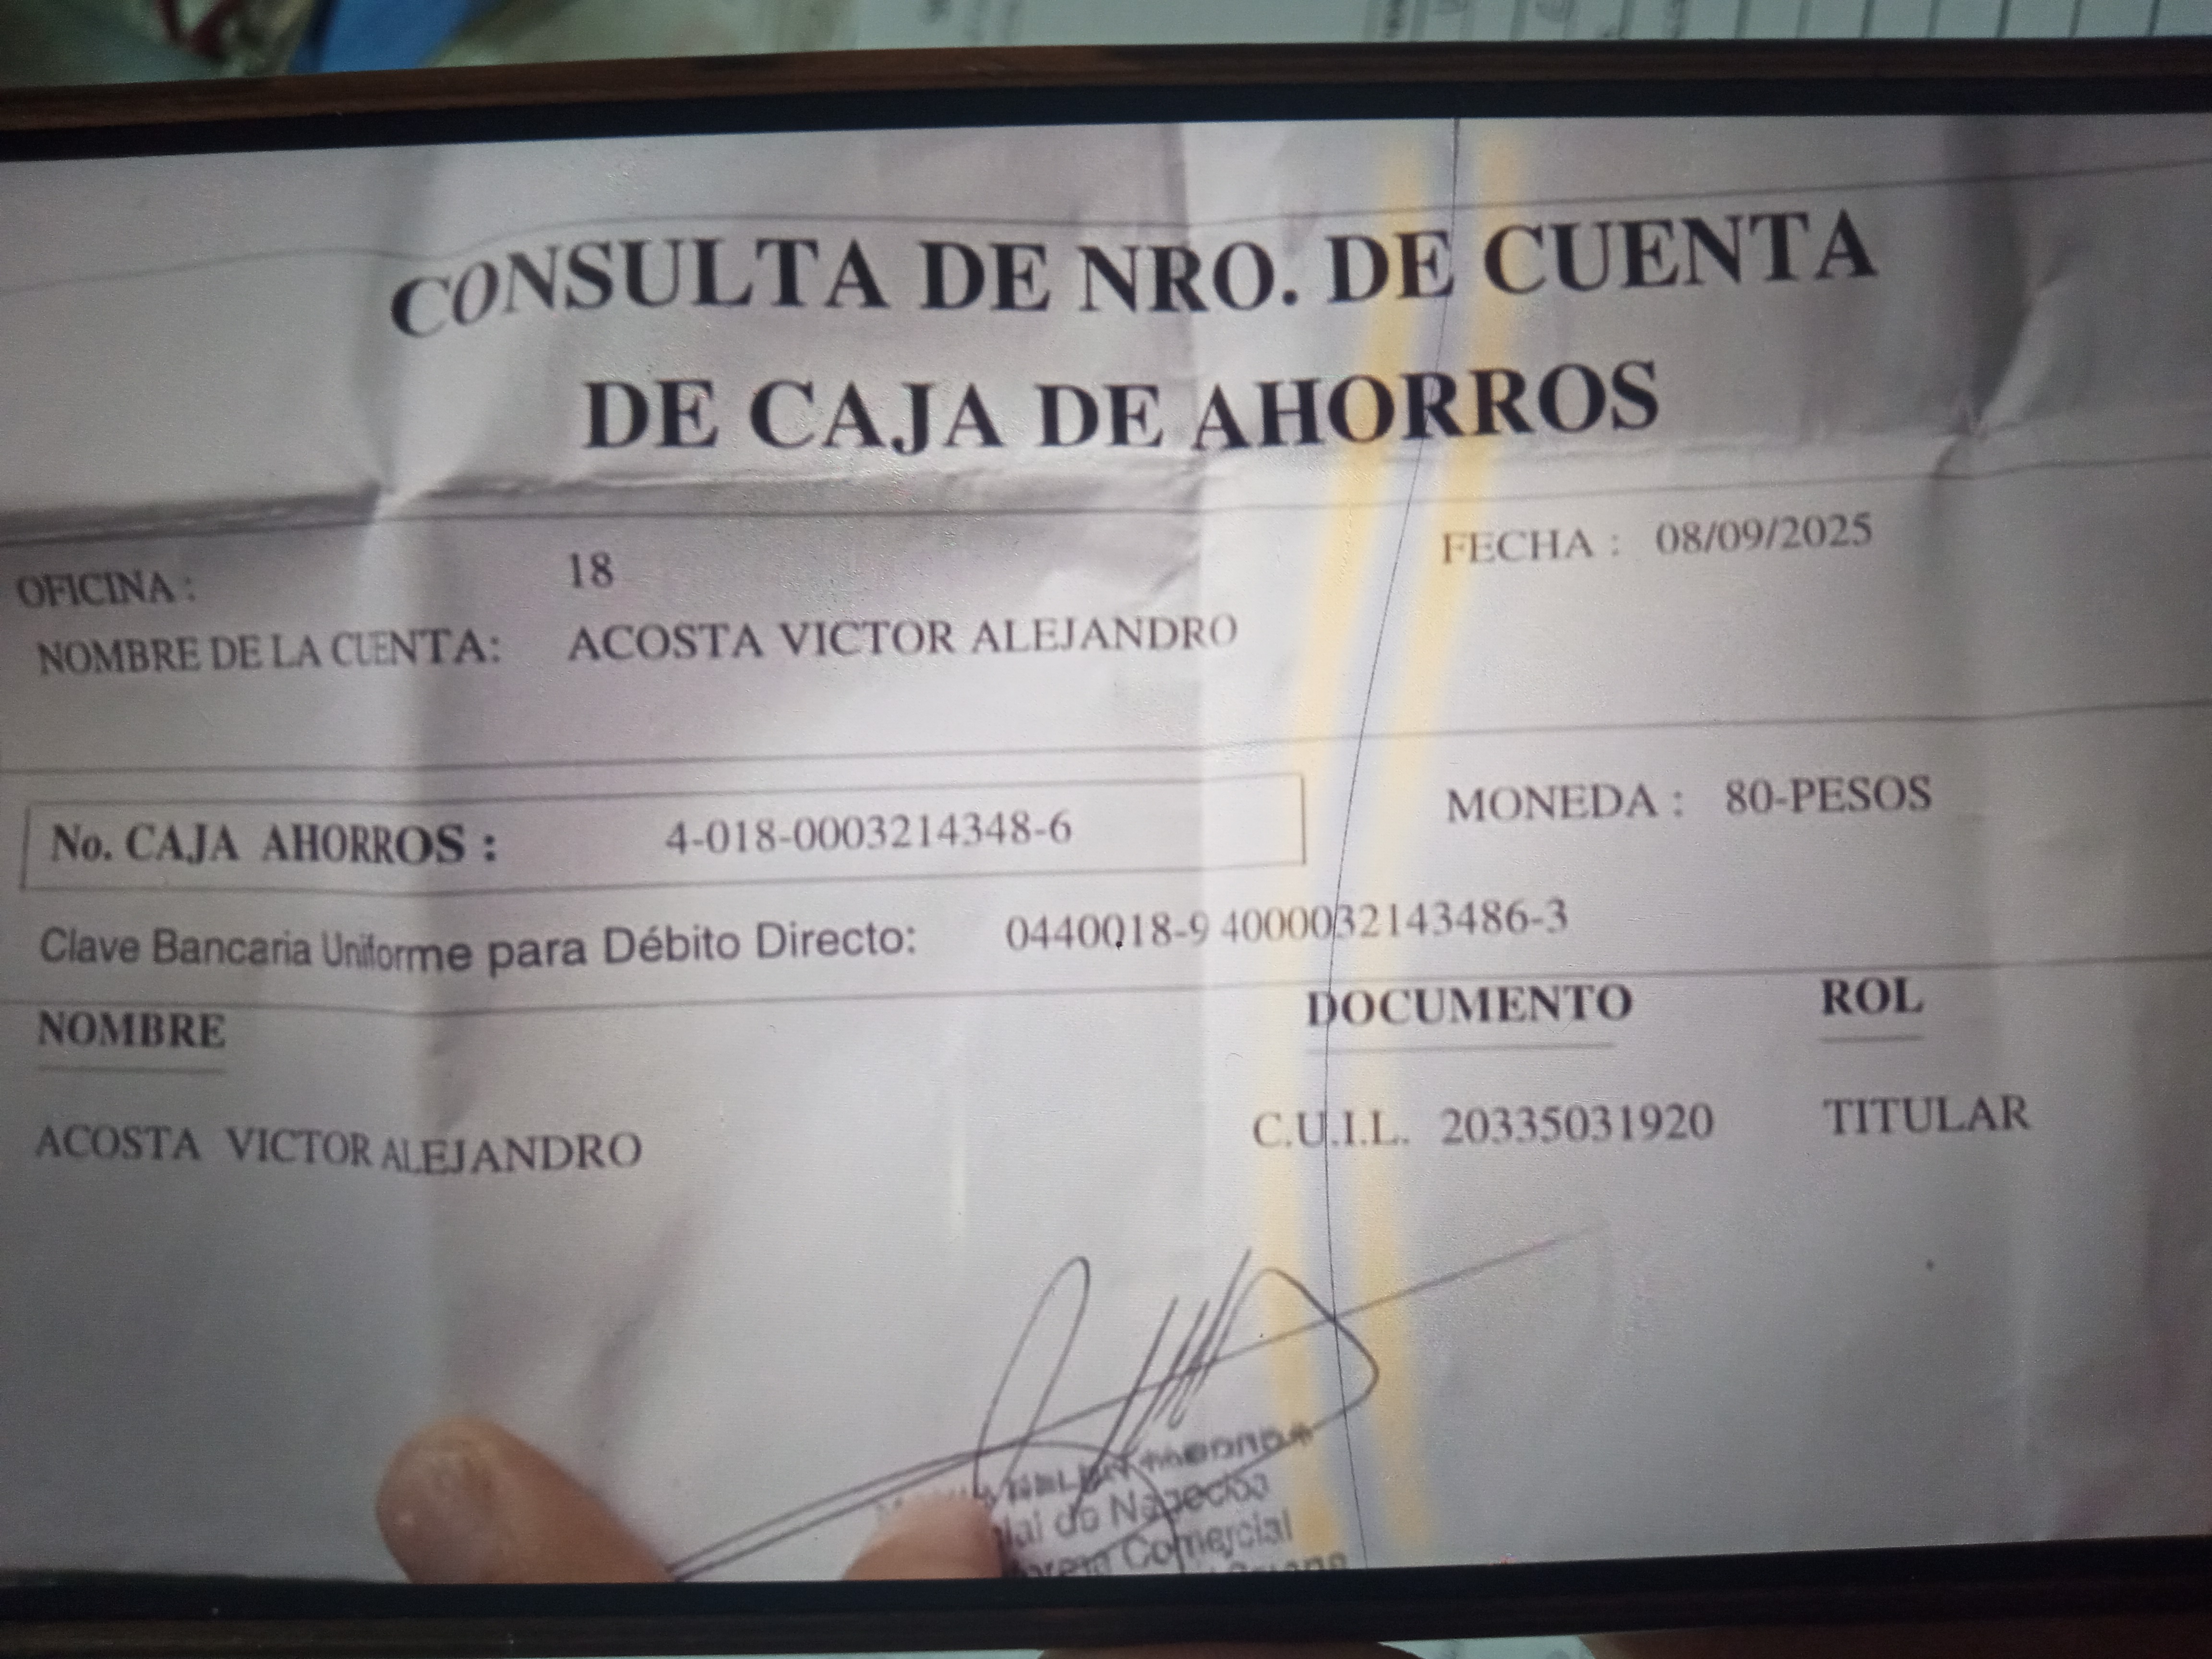 CONSULTA DE NRO. DE CUENTA
DE CAJA DE AHORROS
OFICINA : 18 FECHA : 08/09/2025
NOMBRE DE LA CUENTA: ACOSTA VICTOR ALEJANDRO
No. CAJA AHORROS : 4-018-0003214348-6 MONEDA : 80-PESOS
Clave Bancaria Uniforme para Débito Directo: 0440018-9 4000032143486-3
NOMBRE DOCUMENTO ROL
ACOSTA VICTOR ALEJANDRO C.U.I.L. 20335031920 TITULAR
Comercial